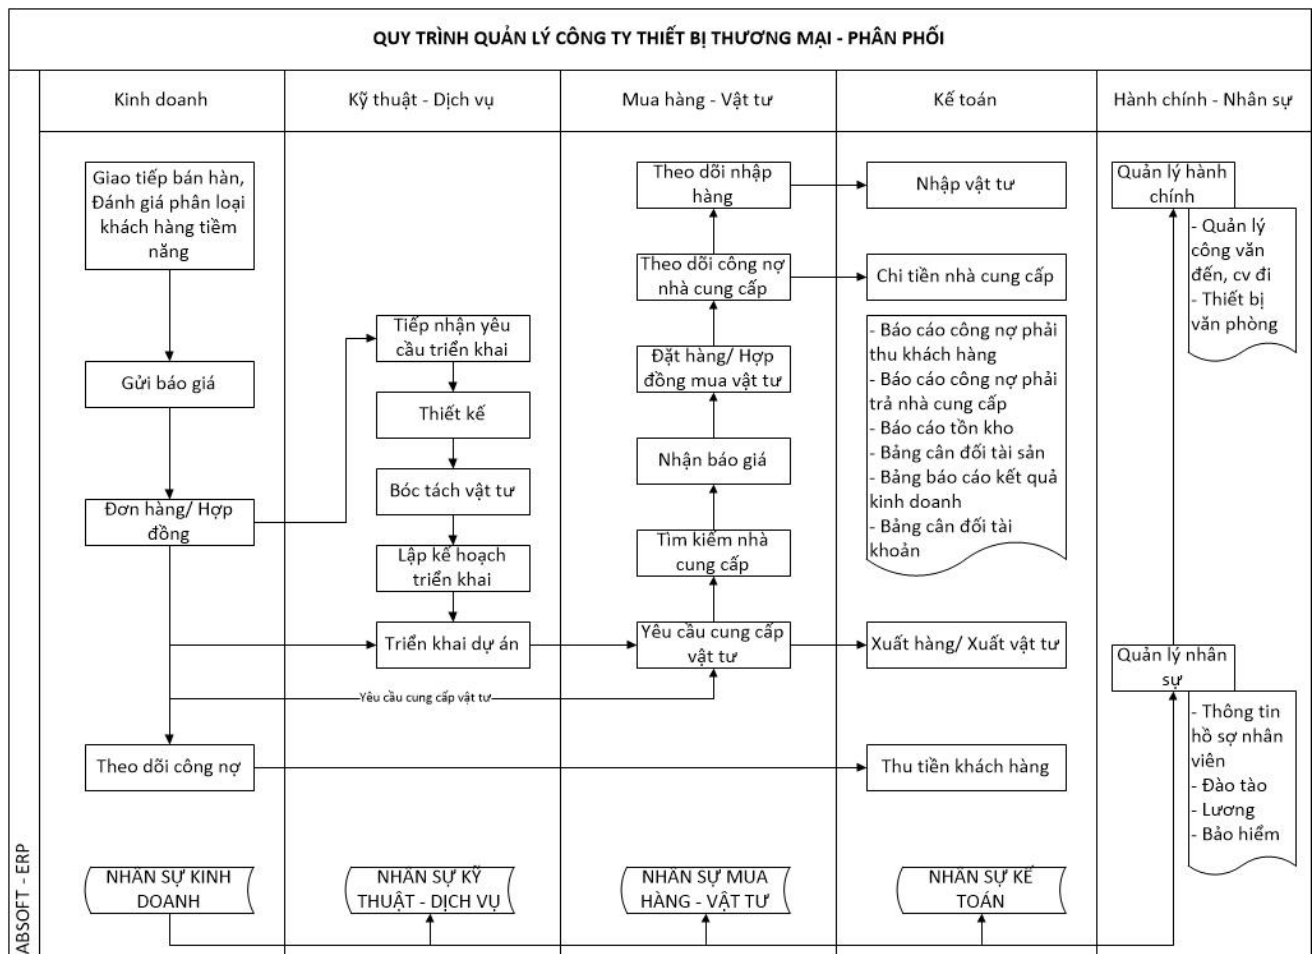 QUY TRÌNH QUẢN LÝ CÔNG TY THIẾT BỊ THƯƠNG MẠI - PHÂN PHỐI
Kinh doanh
Kỹ thuật - Dịch vụ
Mua hàng - Vật tư
Kế toán
Hành chính - Nhân sự
Giao tiếp bán hàn,
Đánh giá phân loại
khách hàng tiềm
năng
Gửi báo giá
Đơn hàng/ Hợp
đồng
Theo dõi công nợ
Tiếp nhận yêu
cầu triển khai
Thiết kế
Bóc tách vật tư
Lập kế hoạch
triển khai
Triển khai dự án
Yêu cầu cung cấp vật tư
Theo dõi nhập
hàng
Theo dõi công nợ
nhà cung cấp
Đặt hàng/ Hợp
đồng mua vật tư
Nhận báo giá
Tìm kiếm nhà
cung cấp
Yêu cầu cung cấp
vật tư
Nhập vật tư
Chi tiền nhà cung cấp
- Báo cáo công nợ phải
thu khách hàng
- Báo cáo công nợ phải
trả nhà cung cấp
- Báo cáo tồn kho
- Bảng cân đối tài sản
- Bảng báo cáo kết quả
kinh doanh
- Bảng cân đối tài
khoản
Xuất hàng/ Xuất vật tư
Thu tiền khách hàng
Quản lý hành
chính
- Quản lý
công văn
đến, cv đi
- Thiết bị
văn phòng
Quản lý nhân
sự
- Thông tin
hồ sợ nhân
viên
- Đào tào
- Lương
- Bảo hiểm
NHÂN SỰ KINH
DOANH
NHÂN SỰ KỸ
THUẬT - DỊCH VỤ
NHÂN SỰ MUA
HÀNG - VẬT TƯ
NHÂN SỰ KẾ
TOÁN
ABSOFT - ERP